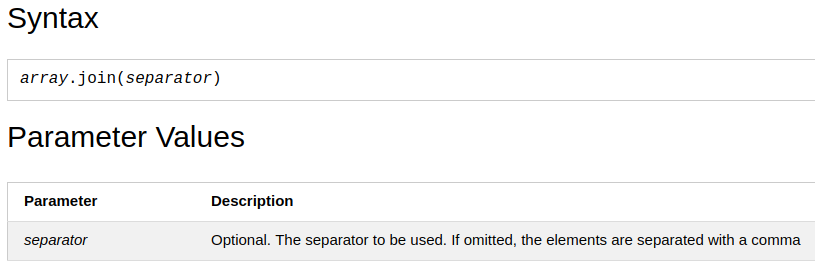 Syntax
array.join(separator)
Parameter Values
Parameter Description
separator Optional. The separator to be used. If omitted, the elements are separated with a comma